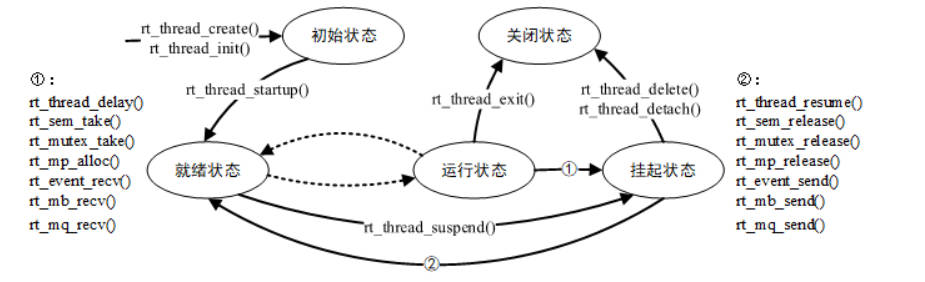 rt_thread_create()
rt_thread_init()
初始状态
关闭状态
①：
rt_thread_delay()
rt_sem_take()
rt_mutex_take()
rt_mp_alloc()
rt_event_recv()
rt_mb_recv()
rt_mq_recv()
rt_thread_startup()
rt_thread_exit()
rt_thread_delete()
rt_thread_detach()
②：
rt_thread_resume()
rt_sem_release()
rt_mutex_release()
rt_mp_release()
rt_event_send()
rt_mb_send()
rt_mq_send()
就绪状态
运行状态
①
挂起状态
rt_thread_suspend()
②